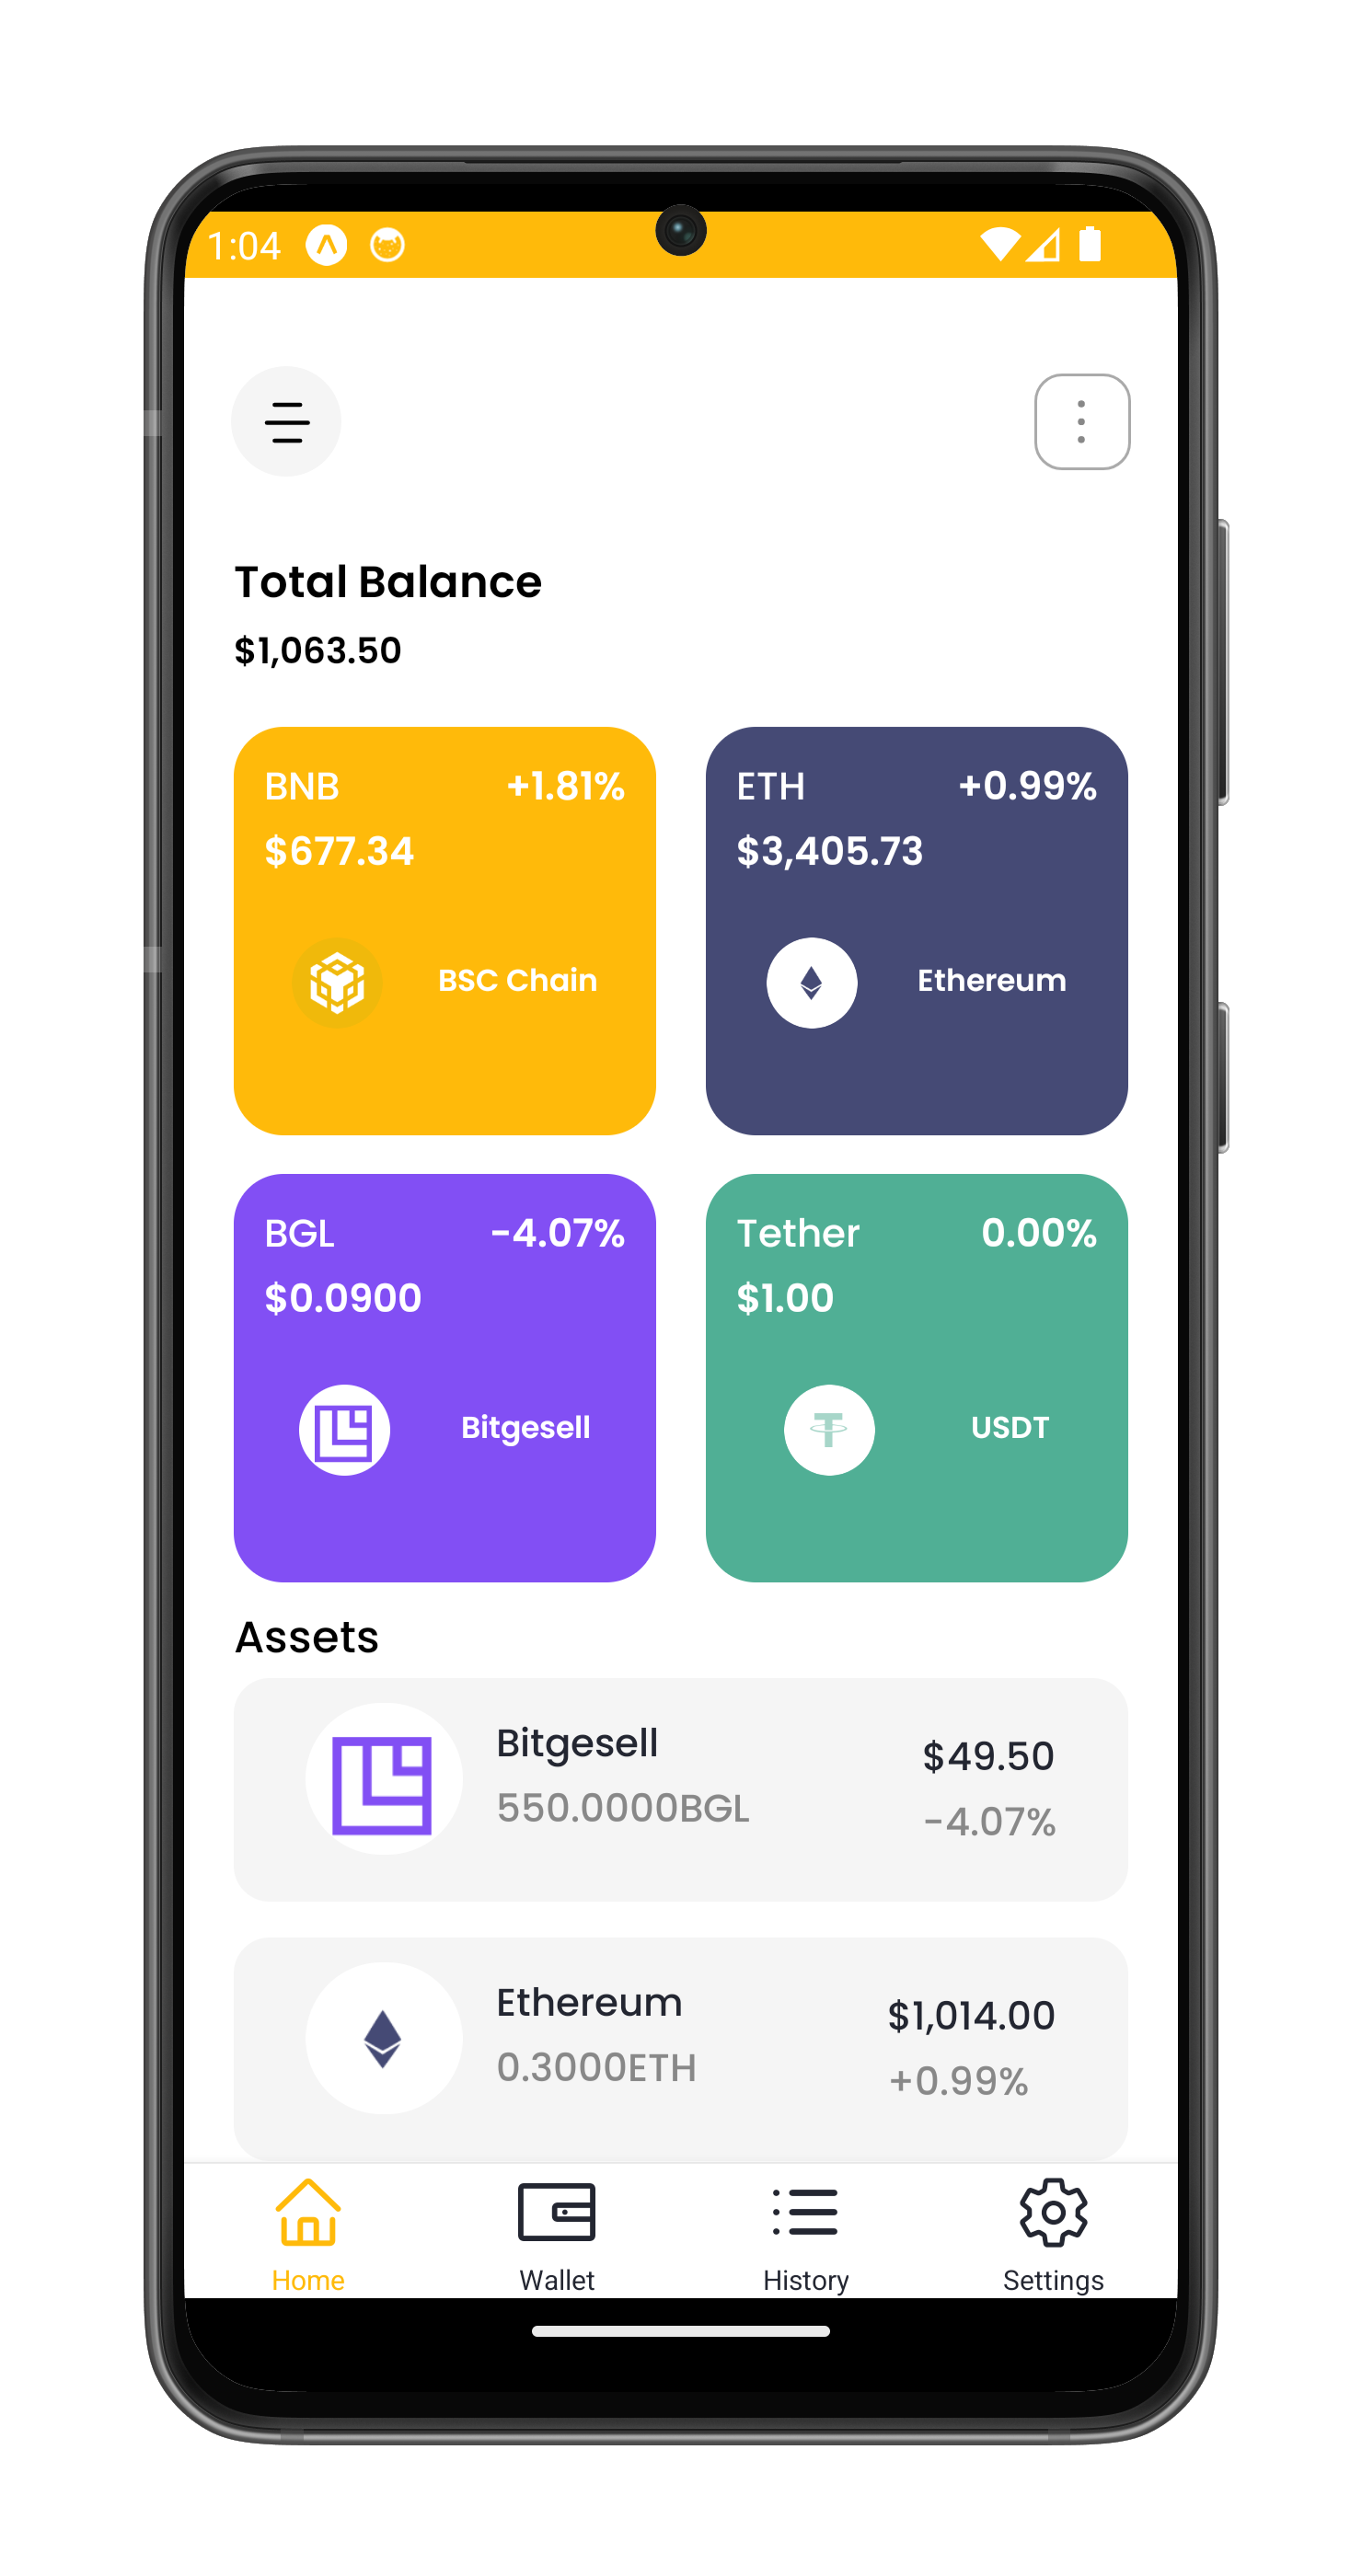 1:04
Total Balance
$1,063.50
BNB +1.81%
$677.34
BSC Chain
ETH +0.99%
$3,405.73
Ethereum
BGL -4.07%
$0.0900
Bitgesell
Tether 0.00%
$1.00
USDT
Assets
Bitgesell
550.0000BGL
$49.50
-4.07%
Ethereum
0.3000ETH
$1,014.00
+0.99%
Home Wallet History Settings